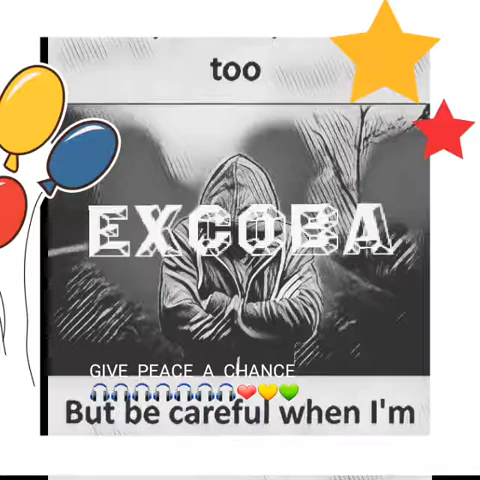 too
EXCOBA
GIVE PEACE A CHANCE
🎧🎧🎧🎧🎧🎧🎧❤💛💚
But be careful when I'm